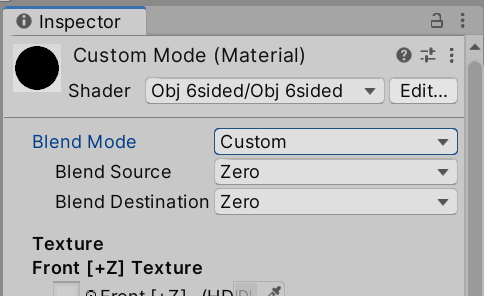 Inspector
Custom Mode (Material)
Shader Obj 6sided/Obj 6sided Edit...
Blend Mode Custom
Blend Source Zero
Blend Destination Zero
Texture
Front [+Z] Texture
Front [+Z] (HD